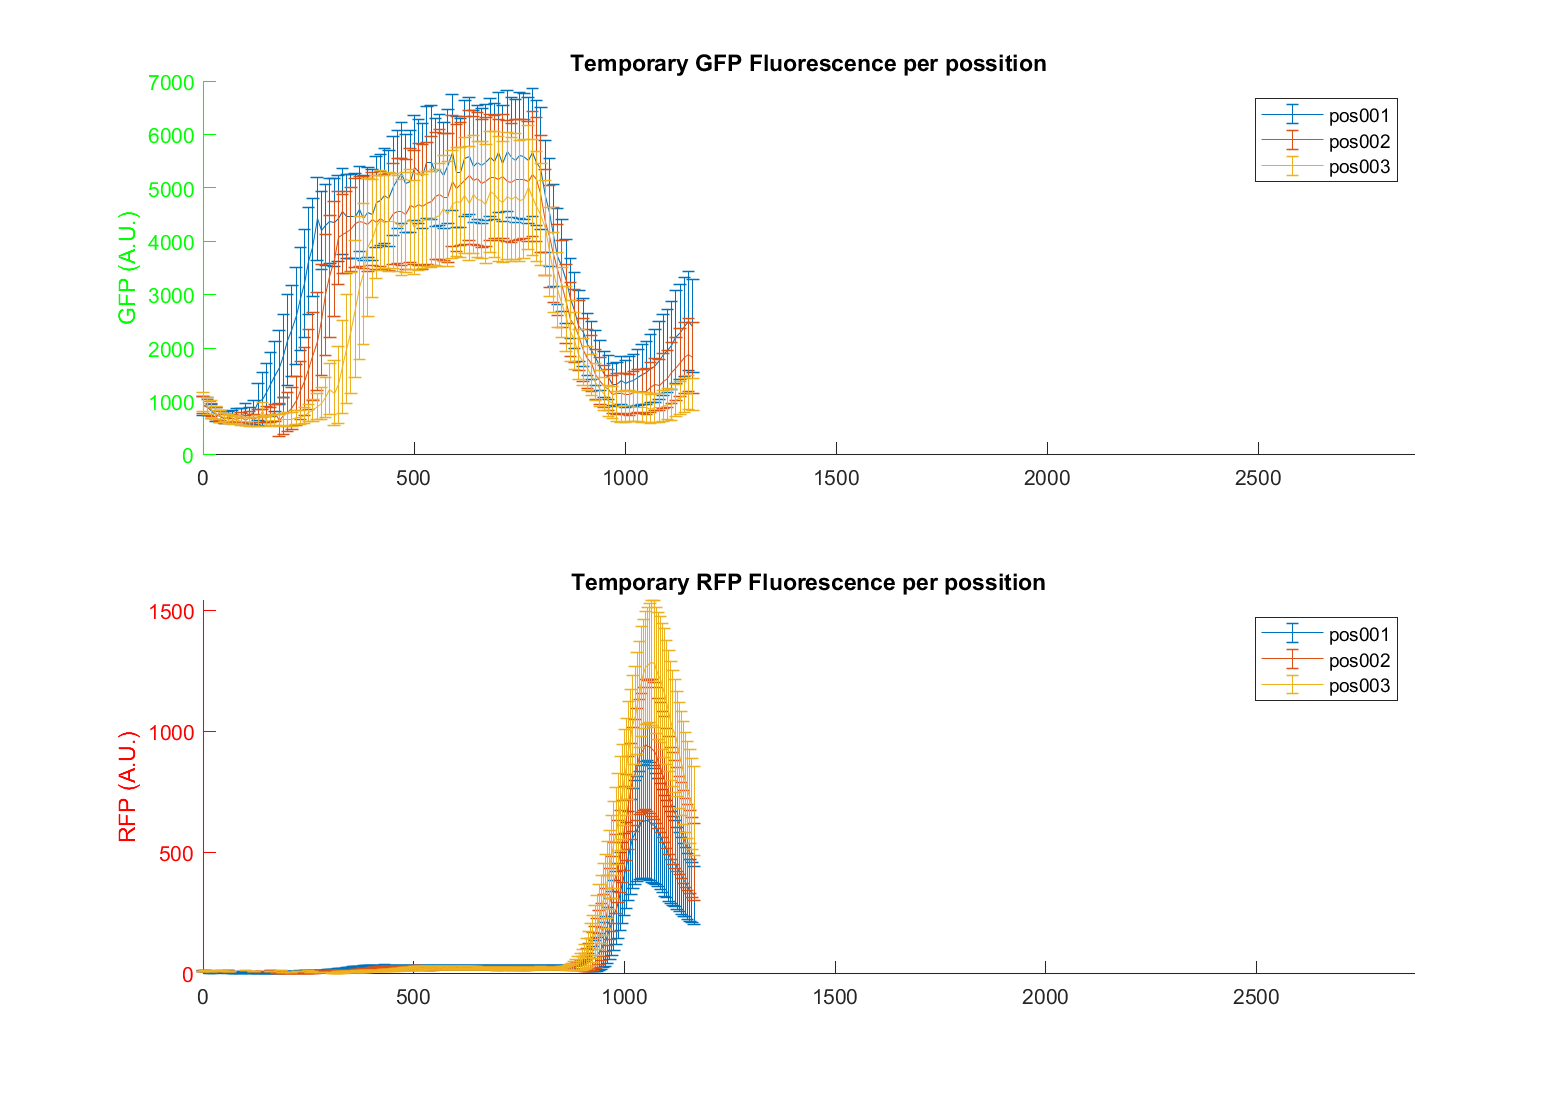 Temporary GFP Fluorescence per possition
7000
6000
5000
4000
3000
2000
1000
0
GFP (A.U.)
pos001
pos002
pos003
0 500 1000 1500 2000 2500
Temporary RFP Fluorescence per possition
1500
1000
500
0
RFP (A.U.)
pos001
pos002
pos003
0 500 1000 1500 2000 2500